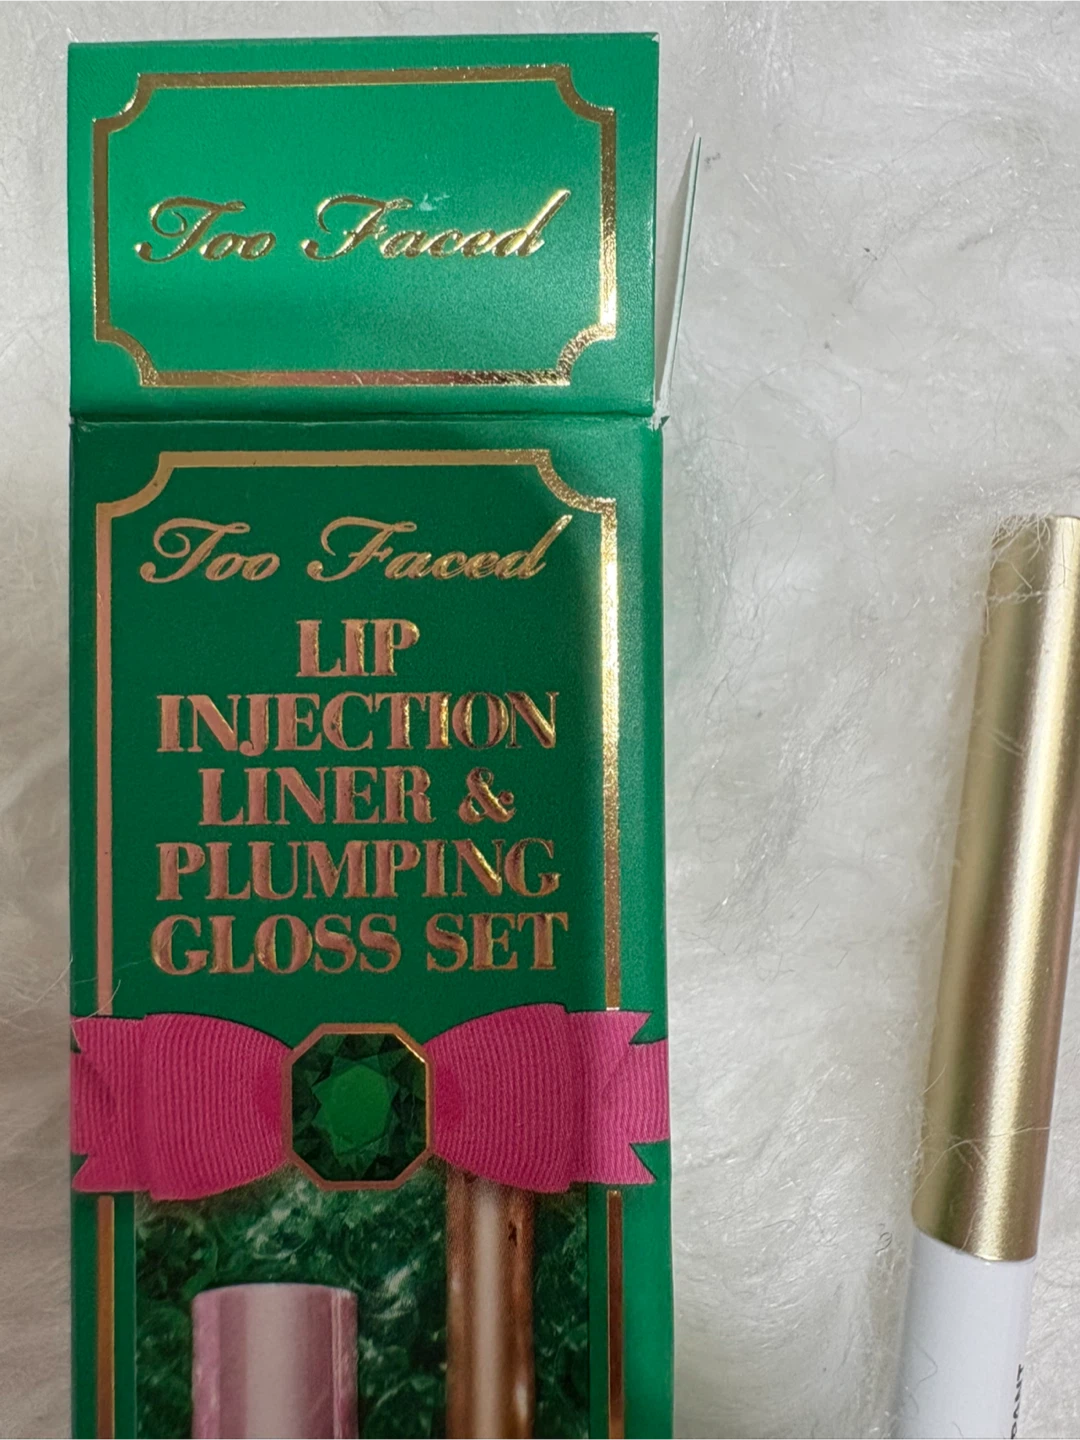 Too Faced
Too Faced
LIP
INJECTION
LINER &
PLUMPING
GLOSS SET